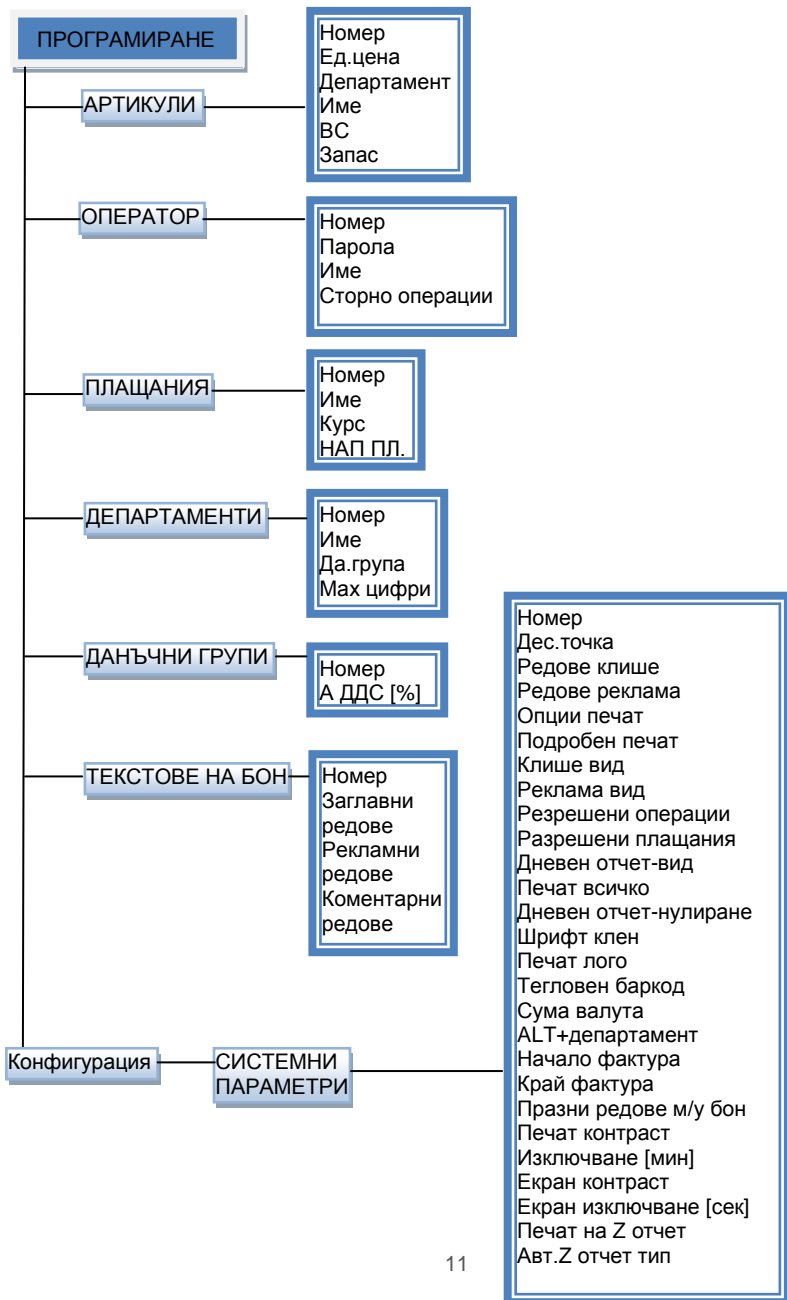 ПРОГРАМИРАНЕ
АРТИКУЛИ
Номер
Ед.цена
Департамент
Име
ВС
Запас
ОПЕРАТОР
Номер
Парола
Име
Сторно операции
ПЛАЩАНИЯ
Номер
Име
Курс
НАП ПЛ.
ДЕПАРТАМЕНТИ
Номер
Име
Да.група
Мах цифри
ДАНЪЧНИ ГРУПИ
Номер
А ДДС [%]
ТЕКСТОВЕ НА БОН
Номер
Заглавни
редове
Рекламни
редове
Коментарни
редове
Конфигурация
СИСТЕМНИ
ПАРАМЕТРИ
Номер
Дес.точка
Редове клише
Редове реклама
Опции печат
Подробен печат
Клише вид
Реклама вид
Резрешени операции
Разрешени плащания
Дневен отчет-вид
Печат всичко
Дневен отчет-нулиране
Шрифт клен
Печат лого
Тегловен баркод
Сума валута
ALT+департамент
Начало фактура
Край фактура
Празни редове м/у бон
Печат контраст
Изключване [мин]
Екран контраст
Екран изключване [сек]
Печат на Z отчет
Авт.Z отчет тип
11